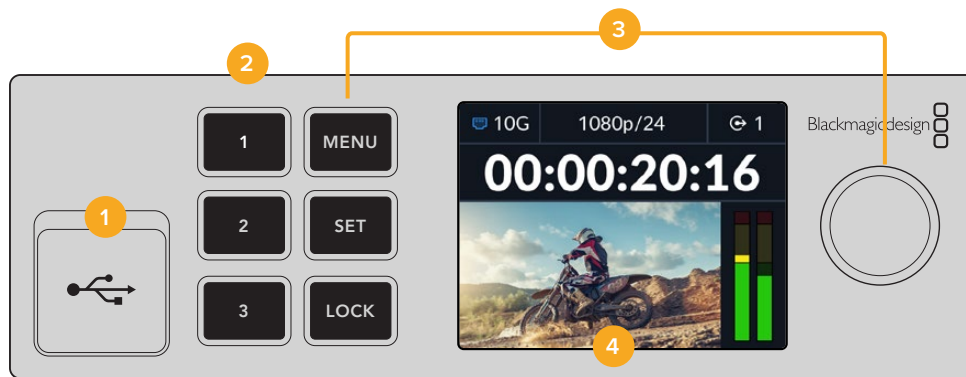 3
2
10G 1080p/24 1
Blackmagicdesign
1 MENU
00:00:20:16
1
2 SET
3 LOCK
4